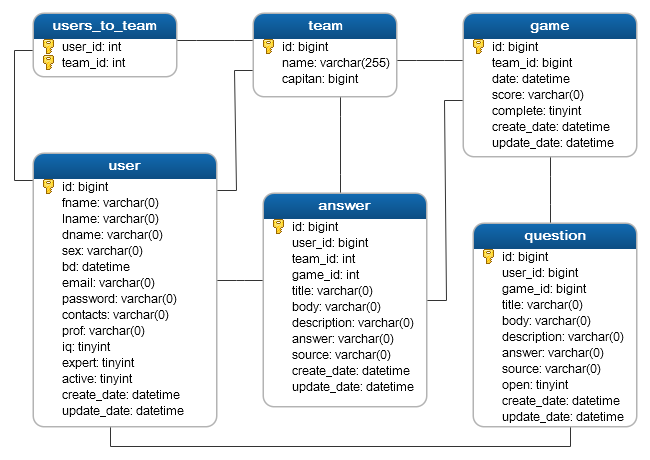 users_to_team
user_id: int
team_id: int
team
id: bigint
name: varchar(255)
capitan: bigint
game
id: bigint
team_id: bigint
date: datetime
score: varchar(0)
complete: tinyint
create_date: datetime
update_date: datetime
user
id: bigint
fname: varchar(0)
lname: varchar(0)
dname: varchar(0)
sex: varchar(0)
bd: datetime
email: varchar(0)
password: varchar(0)
contacts: varchar(0)
prof: varchar(0)
iq: tinyint
expert: tinyint
active: tinyint
create_date: datetime
update_date: datetime
answer
id: bigint
user_id: bigint
team_id: int
game_id: int
title: varchar(0)
body: varchar(0)
description: varchar(0)
answer: varchar(0)
source: varchar(0)
create_date: datetime
update_date: datetime
question
id: bigint
user_id: bigint
game_id: bigint
title: varchar(0)
body: varchar(0)
description: varchar(0)
answer: varchar(0)
source: varchar(0)
open: tinyint
create_date: datetime
update_date: datetime